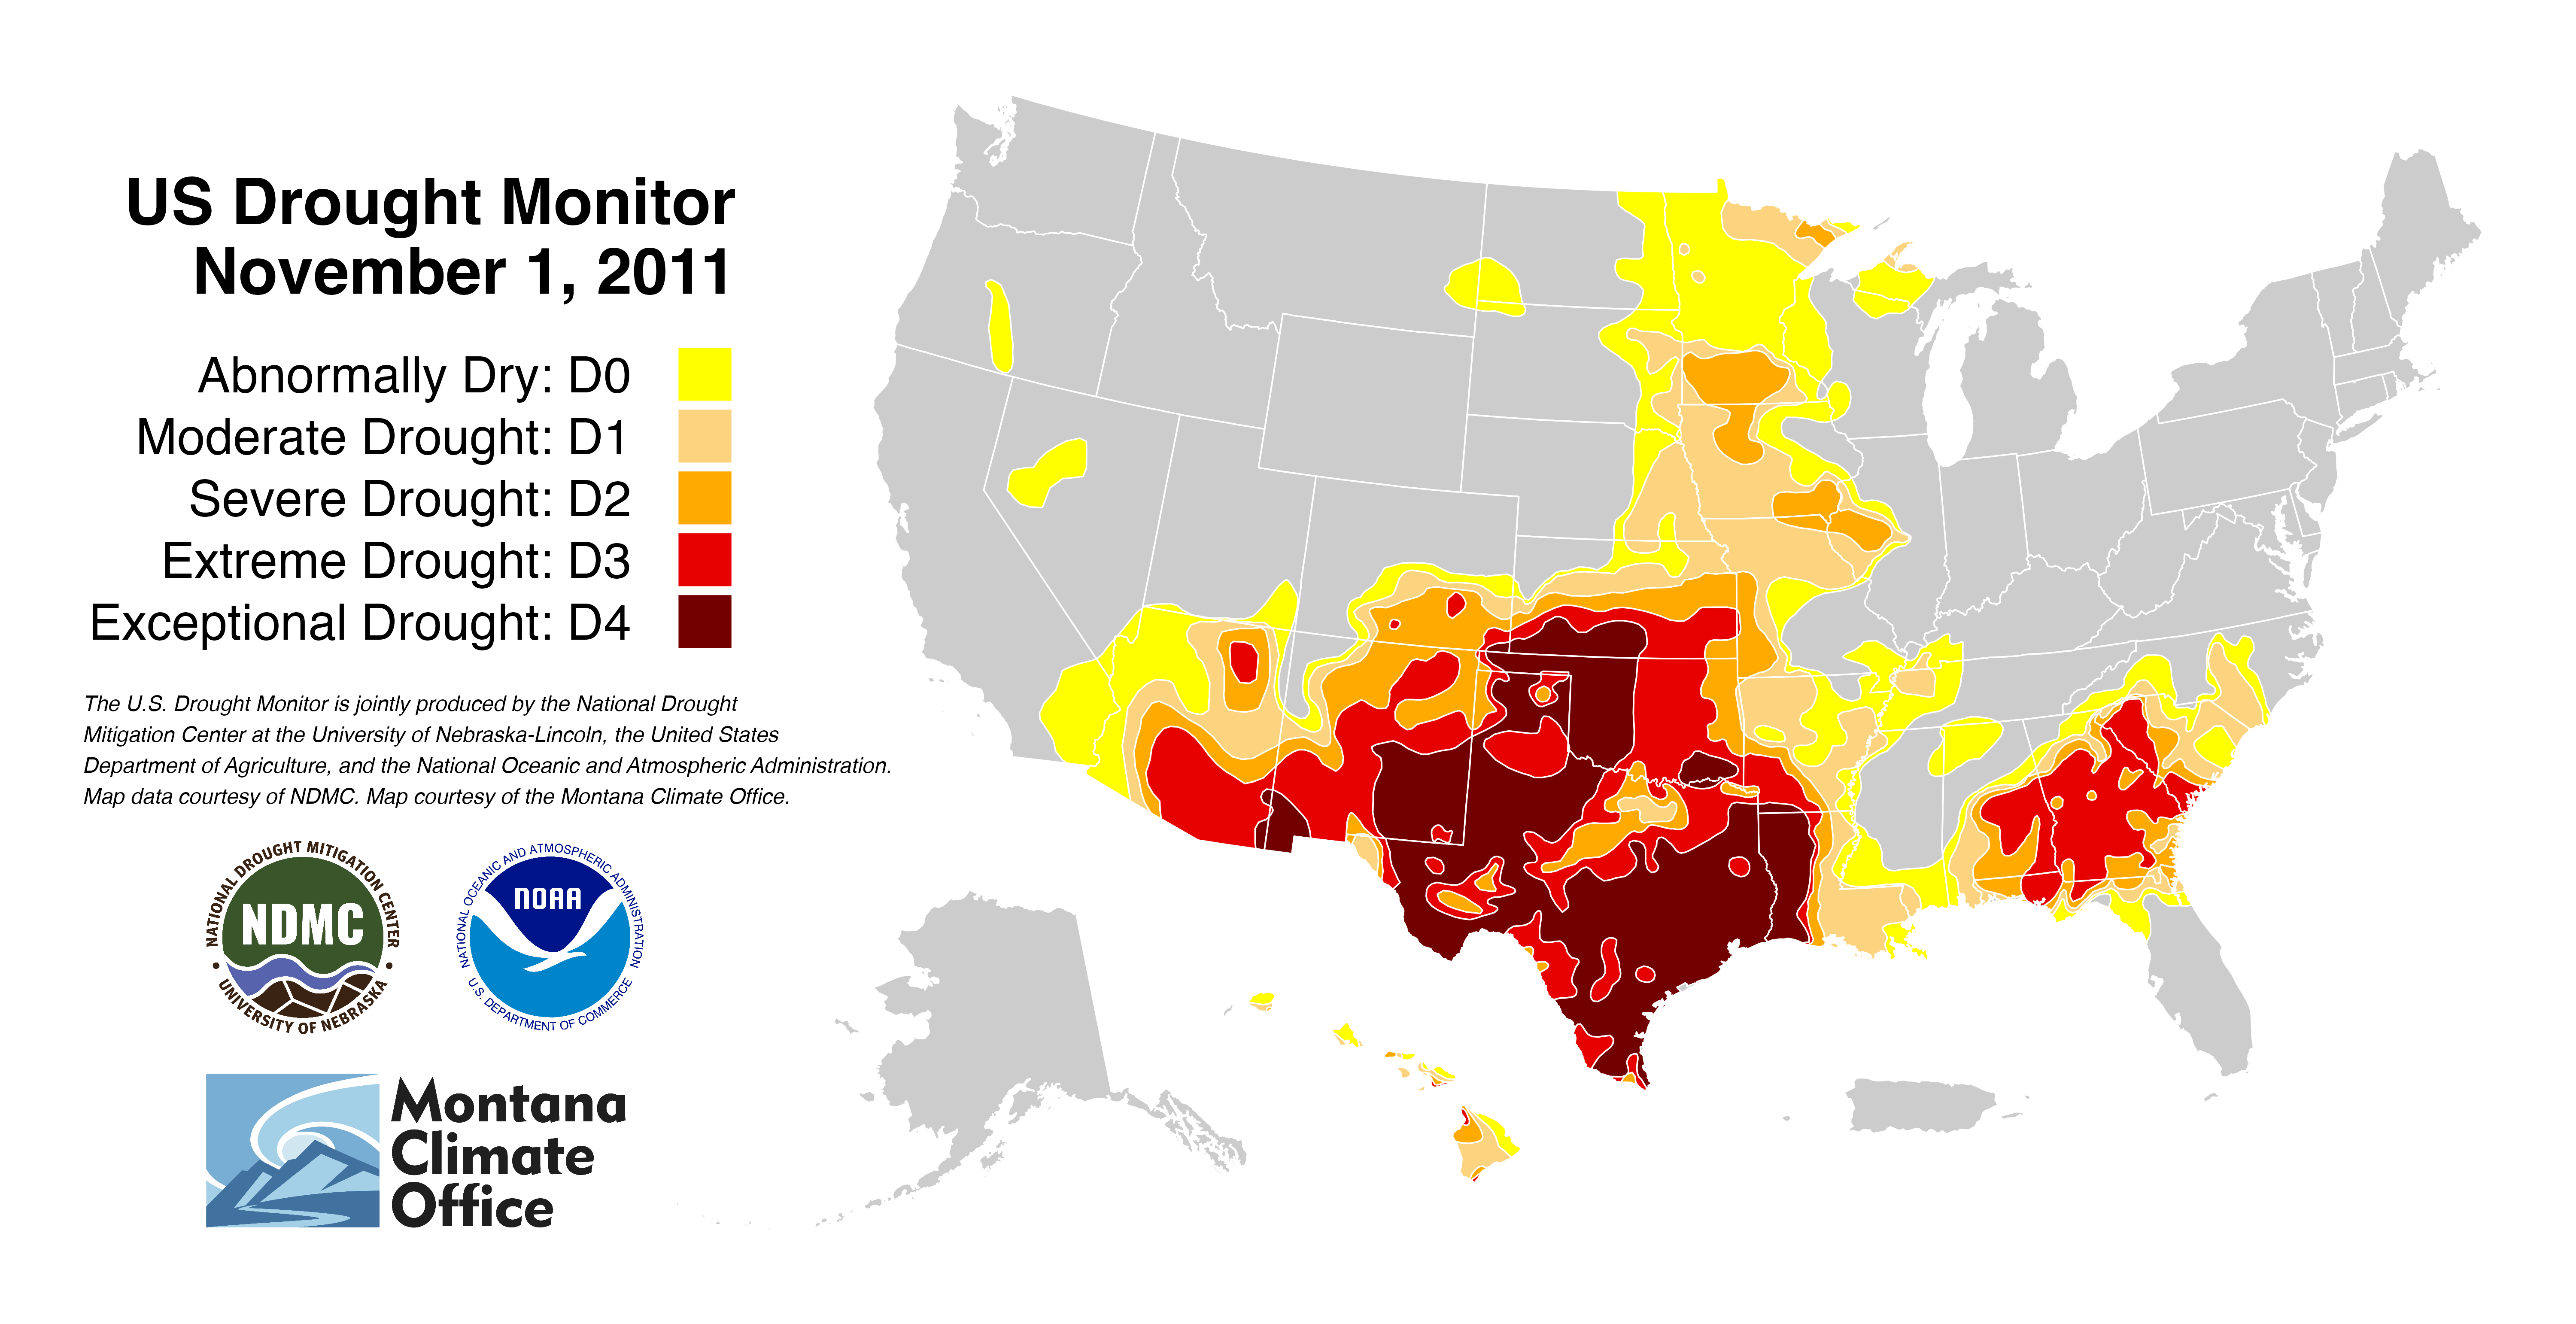 US Drought Monitor
November 1, 2011
Abnormally Dry: D0
Moderate Drought: D1
Severe Drought: D2
Extreme Drought: D3
Exceptional Drought: D4
The U.S. Drought Monitor is jointly produced by the National Drought
Mitigation Center at the University of Nebraska-Lincoln, the United States
Department of Agriculture, and the National Oceanic and Atmospheric Administration.
Map data courtesy of NDMC. Map courtesy of the Montana Climate Office.
NATIONAL DROUGHT MITIGATION CENTER
NDMC
UNIVERSITY OF NEBRASKA
NATIONAL OCEANIC AND ATMOSPHERIC ADMINISTRATION
NOAA
U.S. DEPARTMENT OF COMMERCE
Montana
Climate
Office